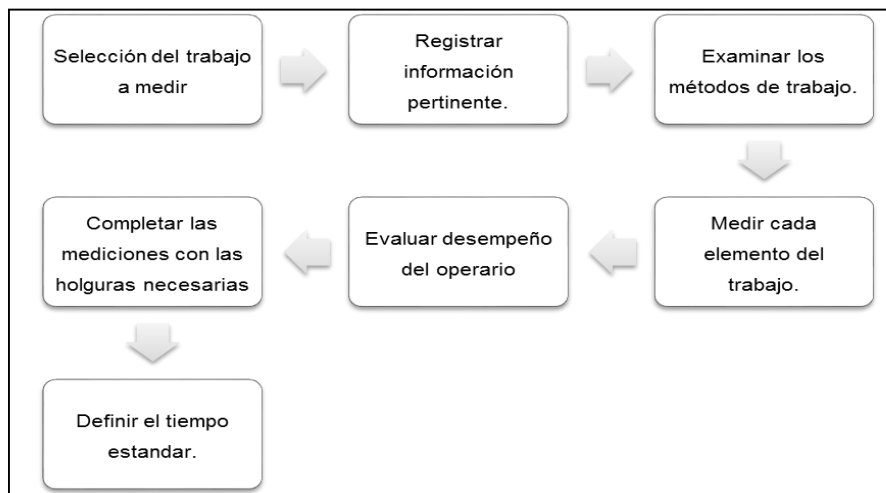 Selección del trabajo
a medir
Registrar
información
pertinente.
Examinar los
métodos de trabajo.
Medir cada
elemento del
trabajo.
Evaluar desempeño
del operario
Completar las
mediciones con las
holguras necesarias
Definir el tiempo
estandar.